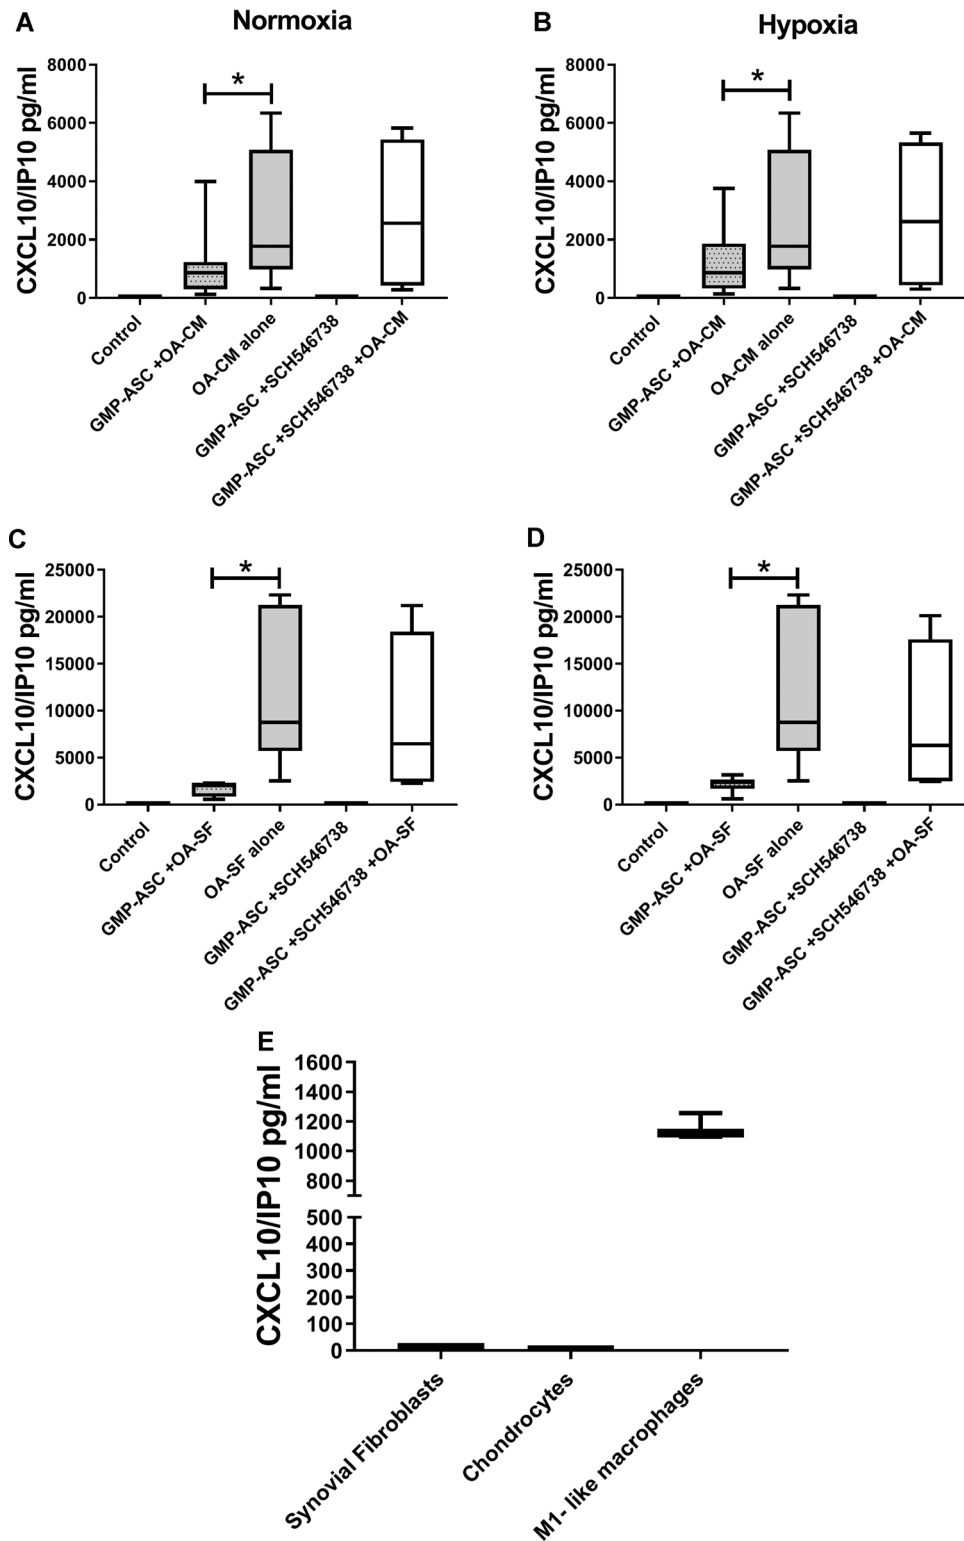 A
Normoxia
CXCL10/IP10 pg/ml
8000
6000
4000
2000
0
*
Control
GMP-ASC +OA-CM
OA-CM alone
GMP-ASC +SCH546738
GMP-ASC +SCH546738 +OA-CM
B
Hypoxia
CXCL10/IP10 pg/ml
8000
6000
4000
2000
0
*
Control
GMP-ASC +OA-CM
OA-CM alone
GMP-ASC +SCH546738
GMP-ASC +SCH546738 +OA-CM
C
CXCL10/IP10 pg/ml
25000
20000
15000
10000
5000
0
*
Control
GMP-ASC +OA-SF
OA-SF alone
GMP-ASC +SCH546738
GMP-ASC +SCH546738 +OA-SF
D
CXCL10/IP10 pg/ml
25000
20000
15000
10000
5000
0
*
Control
GMP-ASC +OA-SF
OA-SF alone
GMP-ASC +SCH546738
GMP-ASC +SCH546738 +OA-SF
E
CXCL10/IP10 pg/ml
1600
1400
1200
1000
800
500
400
300
200
100
0
Synovial Fibroblasts
Chondrocytes
M1- like macrophages